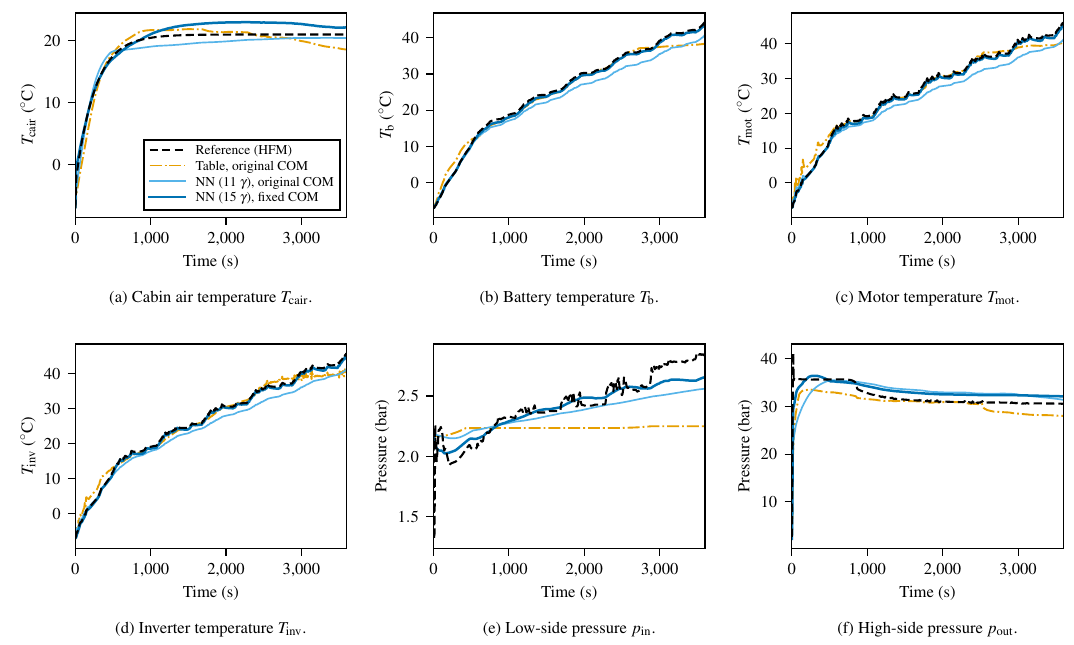 20
10
0
T_cair (°C)
Reference (HFM)
Table, original COM
NN (11 γ), original COM
NN (15 γ), fixed COM
0 1,000 2,000 3,000
Time (s)
(a) Cabin air temperature T_cair.
40
30
20
10
0
T_b (°C)
0 1,000 2,000 3,000
Time (s)
(b) Battery temperature T_b.
40
30
20
10
0
T_mot (°C)
0 1,000 2,000 3,000
Time (s)
(c) Motor temperature T_mot.
40
30
20
10
0
T_inv (°C)
0 1,000 2,000 3,000
Time (s)
(d) Inverter temperature T_inv.
2.5
2.0
1.5
Pressure (bar)
0 1,000 2,000 3,000
Time (s)
(e) Low-side pressure p_in.
40
30
20
10
Pressure (bar)
0 1,000 2,000 3,000
Time (s)
(f) High-side pressure p_out.